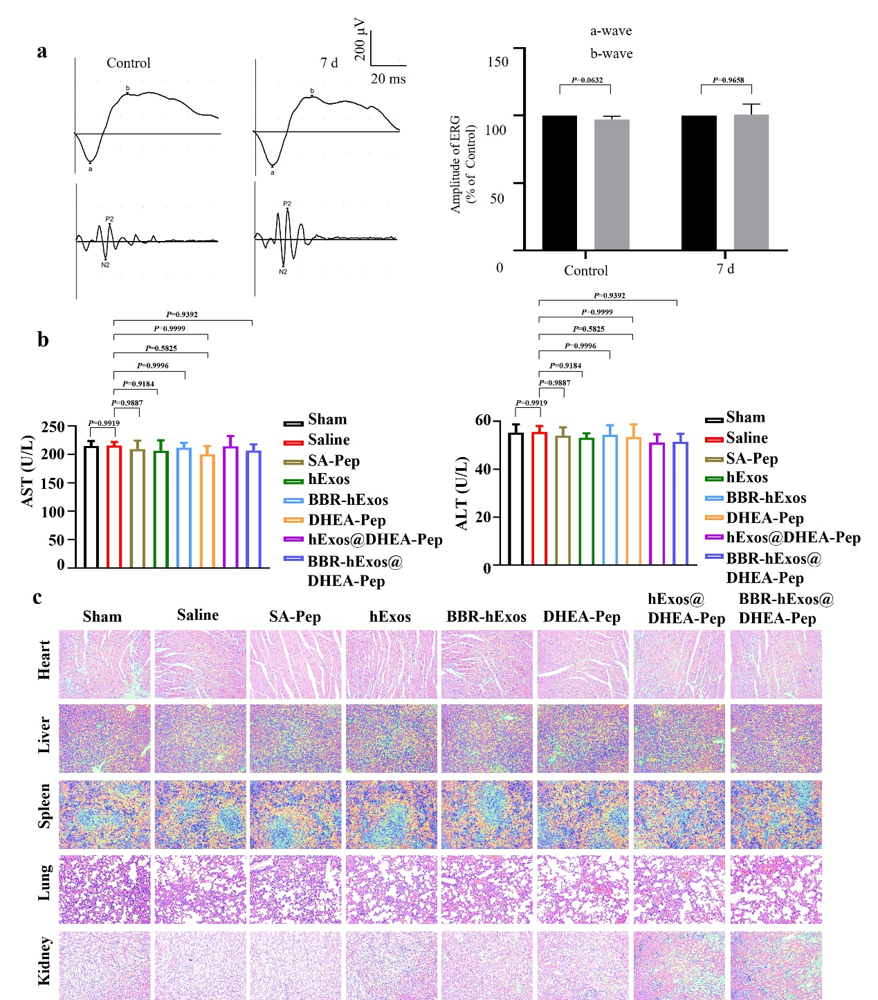 a
Control
7 d
200 μV
20 ms
b
a
b
a
P2
N2
P2
N2
a-wave
b-wave
150
100
50
0
Amplitude of ERG
(% of Control)
P=0.0632
P=0.9658
Control
7 d
b
P=0.9392
P=0.9999
P=0.5825
P=0.9996
P=0.9184
P=0.9887
P=0.9919
AST (U/L)
250
200
150
100
50
0
Sham
Saline
SA-Pep
hExos
BBR-hExos
DHEA-Pep
hExos@DHEA-Pep
BBR-hExos@
DHEA-Pep
P=0.9392
P=0.9999
P=0.5825
P=0.9996
P=0.9184
P=0.9887
P=0.9919
ALT (U/L)
60
40
20
0
Sham
Saline
SA-Pep
hExos
BBR-hExos
DHEA-Pep
hExos@DHEA-Pep
BBR-hExos@
DHEA-Pep
c
Sham
Saline
SA-Pep
hExos
BBR-hExos
DHEA-Pep
hExos@
DHEA-Pep
BBR-hExos@
DHEA-Pep
Heart
Liver
Spleen
Lung
Kidney